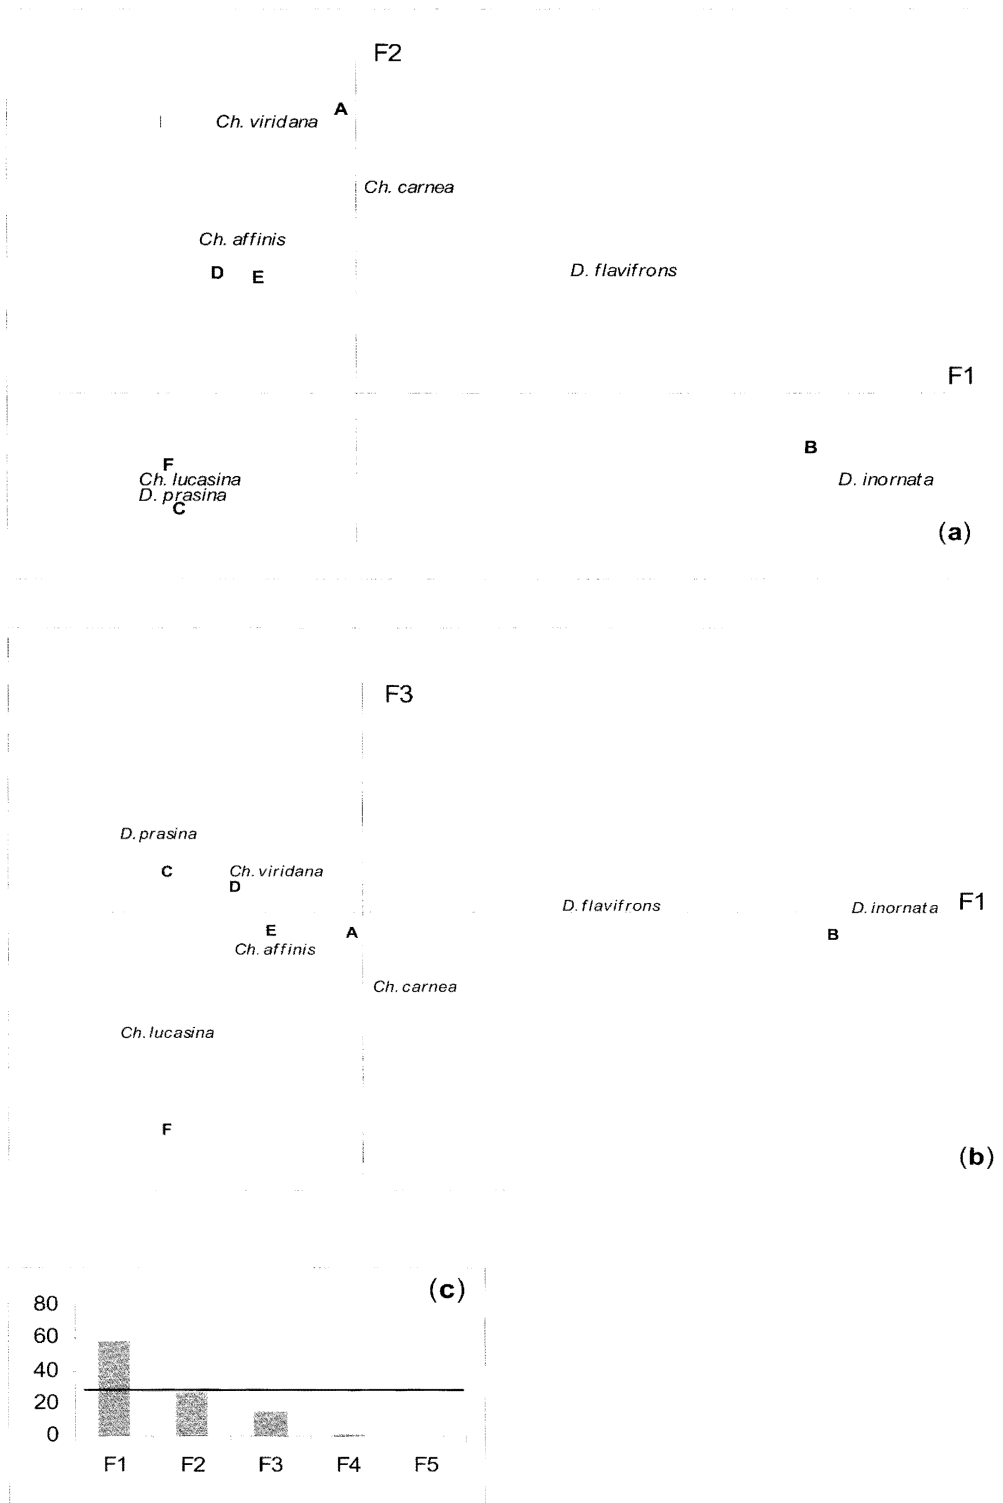 F2
A
Ch. viridana
Ch. carnea
Ch. affinis
D E
D. flavifrons
F1
B
F
Ch. lucasina
D. inornata
D. prasina
C
(a)
F3
D. prasina
C
Ch. viridana
D
D. flavifrons
D. inornata
F1
E
A
B
Ch. affinis
Ch. carnea
Ch. lucasina
F
(b)
(c)
80
60
40
20
0
F1 F2 F3 F4 F5